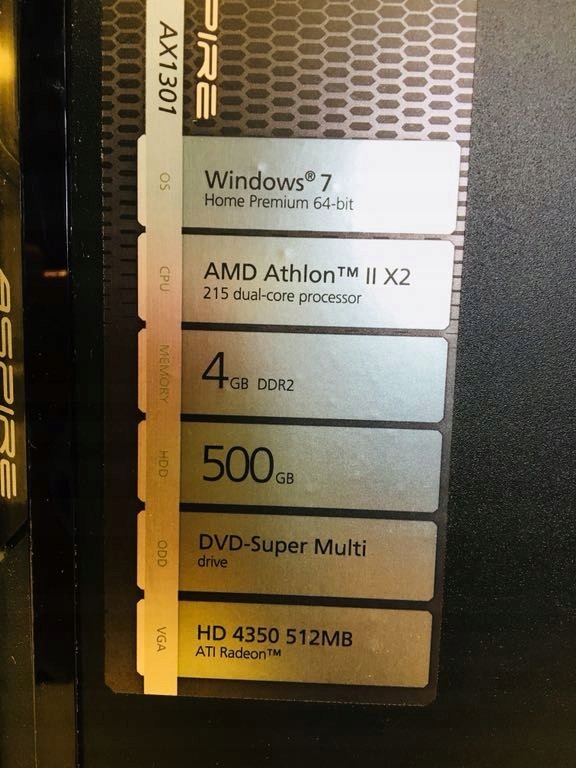 ASPIRE
AX1301
PIRE
OS
Windows® 7
Home Premium 64-bit
CPU
AMD Athlon™ II X2
215 dual-core processor
MEMORY
4GB DDR2
HDD
500GB
ODD
DVD-Super Multi
drive
VGA
HD 4350 512MB
ATI Radeon™